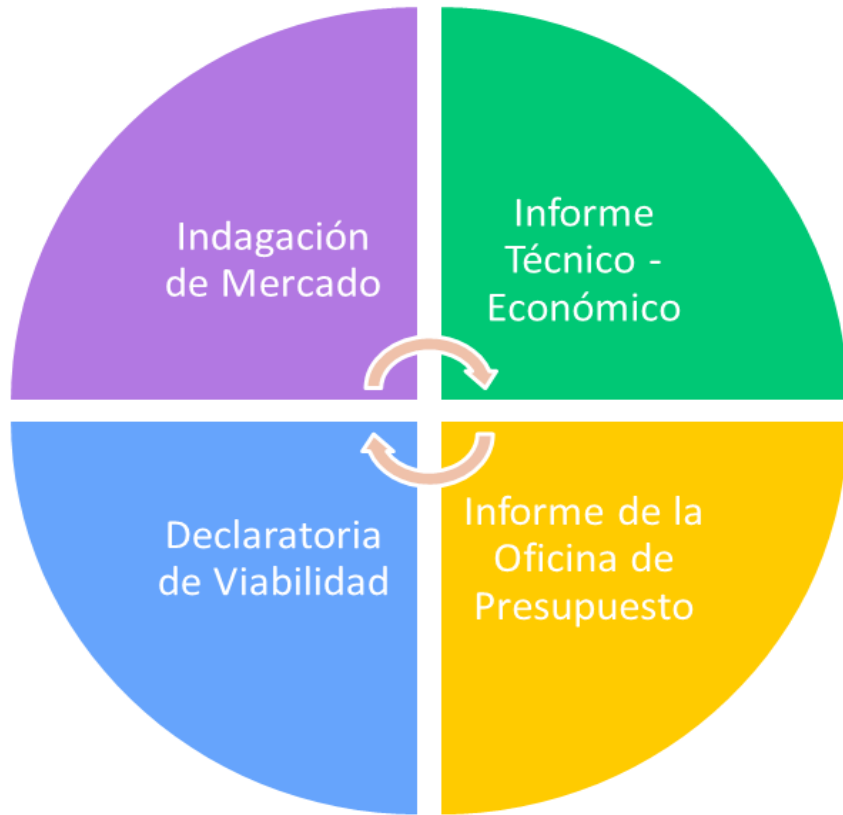 Indagación
de Mercado
Informe
Técnico -
Económico
Declaratoria
de Viabilidad
Informe de la
Oficina de
Presupuesto